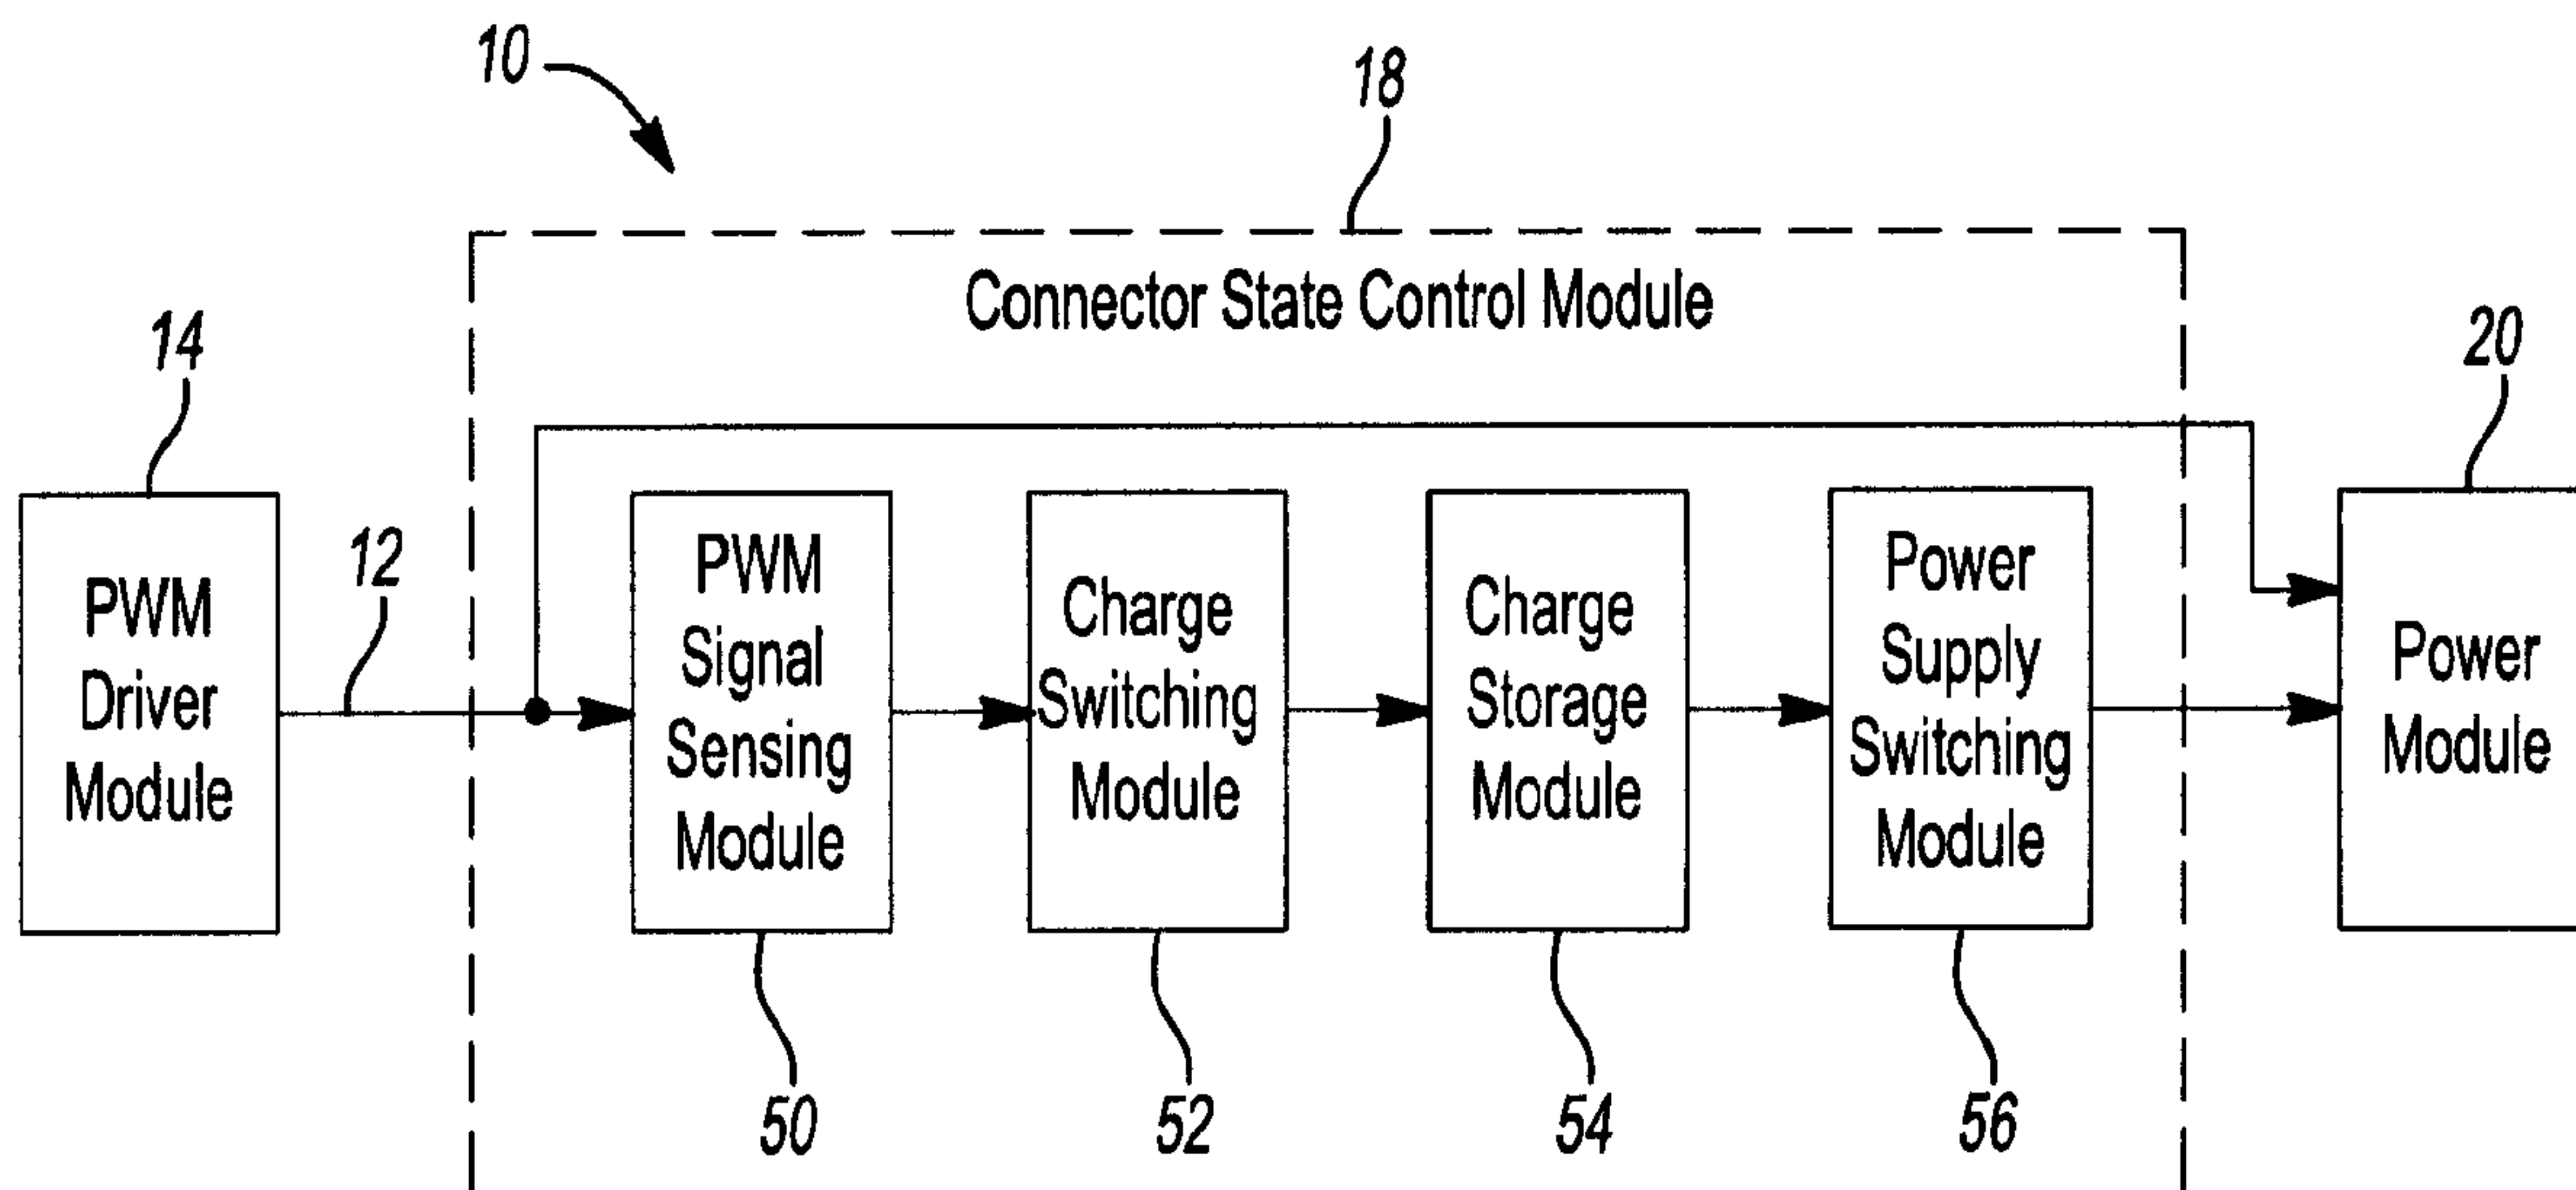 10
18
Connector State Control Module
14
20
12
PWM
Driver
Module
PWM
Signal
Sensing
Module
Charge
Switching
Module
Charge
Storage
Module
Power
Supply
Switching
Module
Power
Module
50
52
54
56